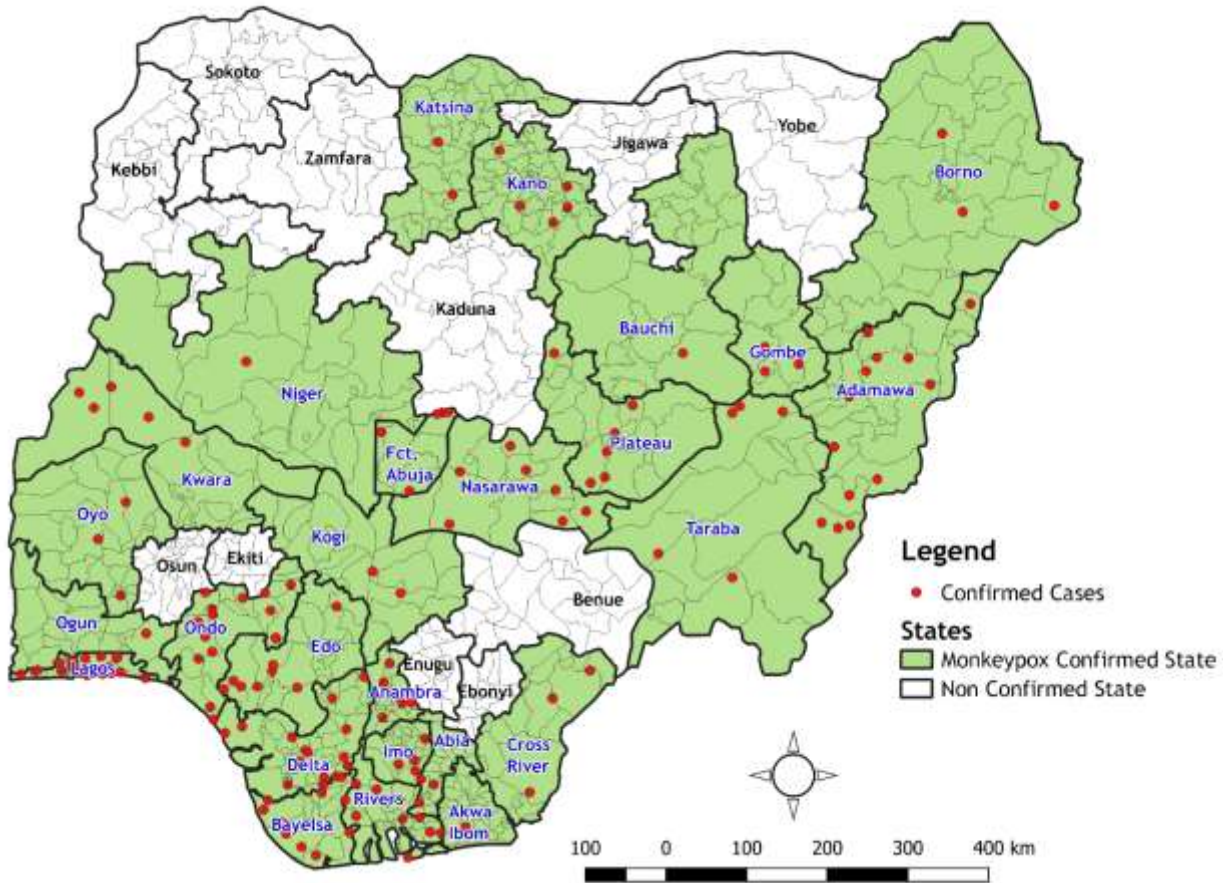 Sokoto
Katsina
Yobe
Jigawa
Zamfara
Kebbi
Borno
Kano
Kaduna
Bauchi
Gombe
Niger
Adamawa
Plateau
Fct.
Abuja
Nasarawa
Kwara
Oyo
Kogi
Taraba
Osun
Ekiti
Benue
Ogun
Ondo
Edo
Enugu
Lagos
Anambra
Ebonyi
Abia
Imo
Cross
River
Delta
Rivers
Akwa
Ibom
Bayelsa
Legend
Confirmed Cases
States
Monkeypox Confirmed State
Non Confirmed State
100 0 100 200 300 400 km